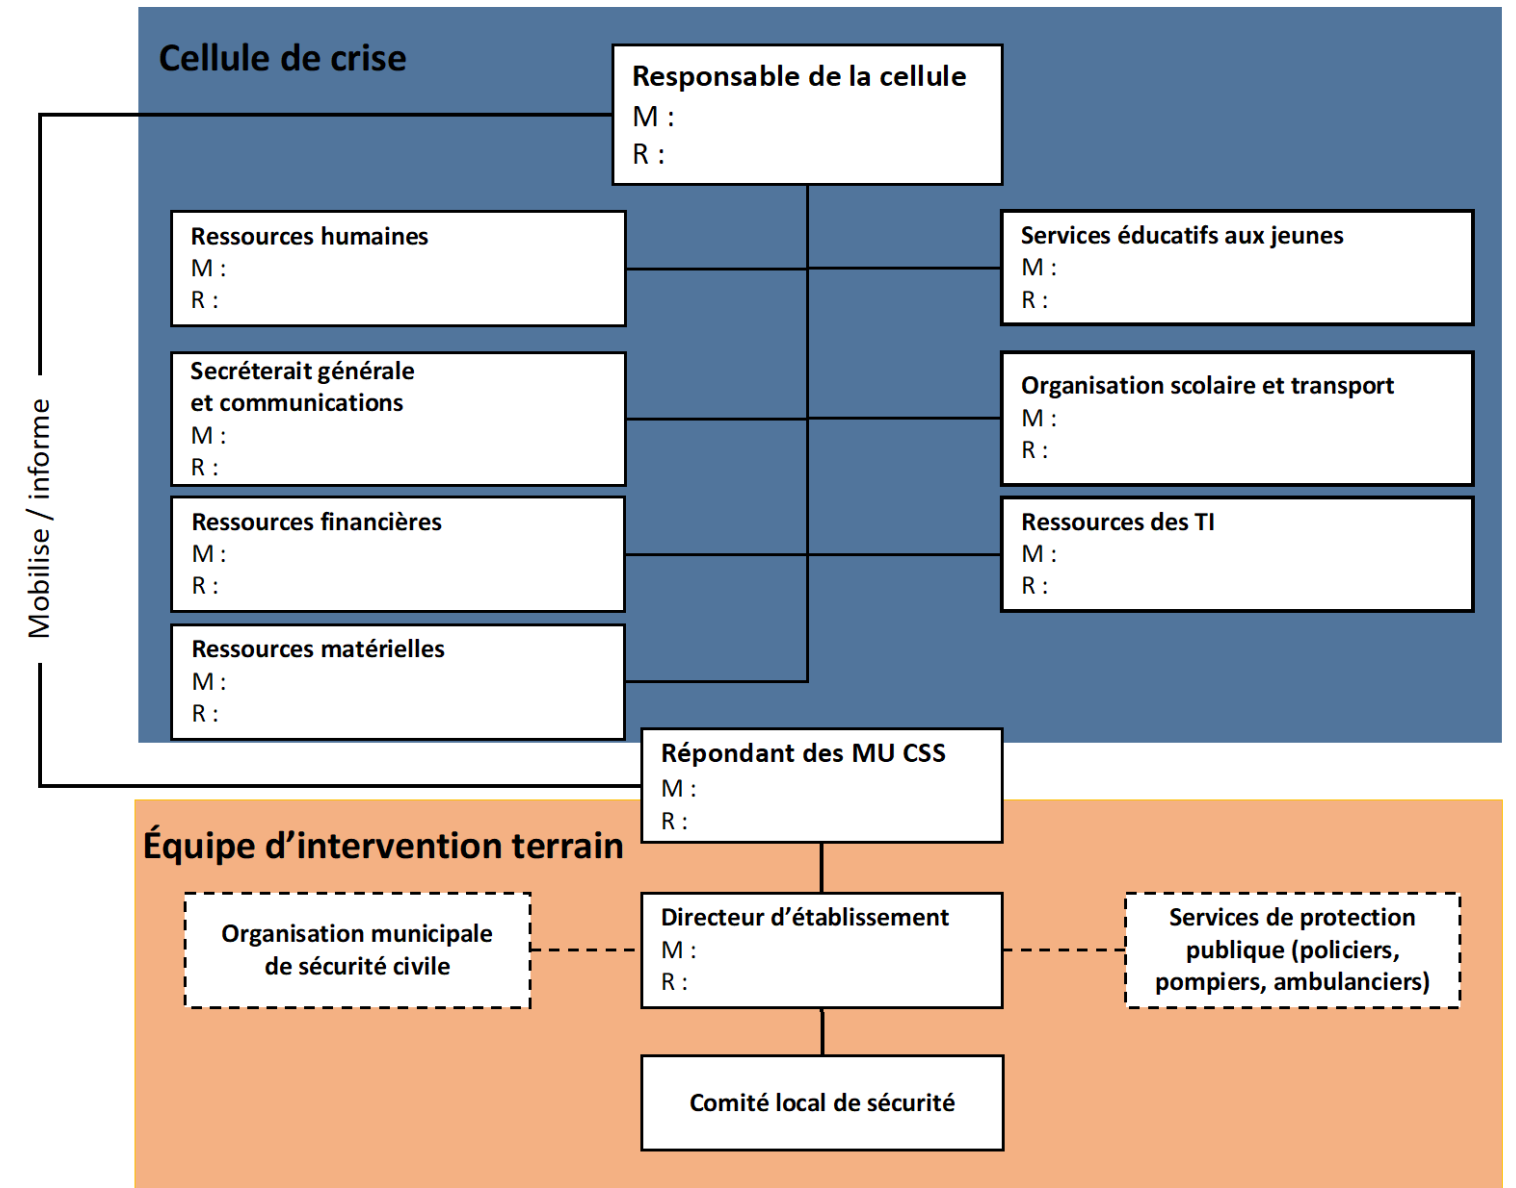 Cellule de crise
Responsable de la cellule
M :
R :
Ressources humaines
M :
R :
Services éducatifs aux jeunes
M :
R :
Secréterait générale
et communications
M :
R :
Organisation scolaire et transport
M :
R :
Mobilise / informe
Ressources financières
M :
R :
Ressources des TI
M :
R :
Ressources matérielles
M :
R :
Répondant des MU CSS
M :
R :
Équipe d’intervention terrain
Organisation municipale
de sécurité civile
Directeur d’établissement
M :
R :
Services de protection
publique (policiers,
pompiers, ambulanciers)
Comité local de sécurité